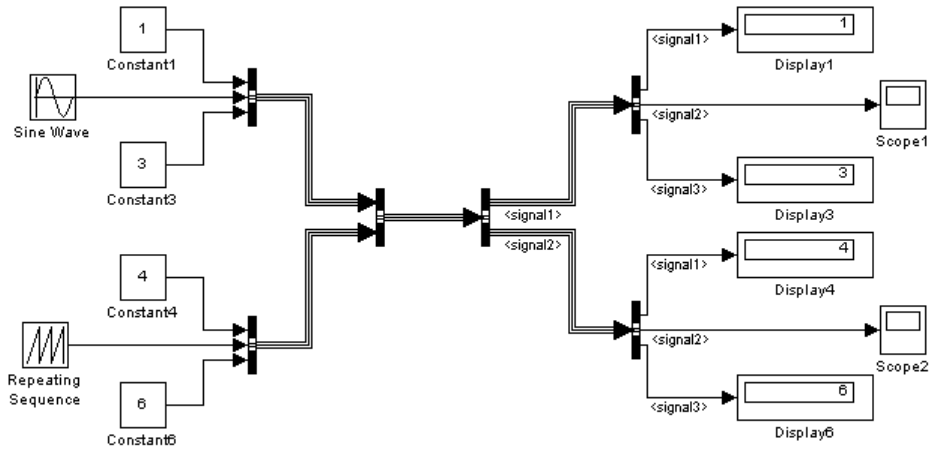 1
Constant1
Sine Wave
3
Constant3
4
Constant4
Repeating
Sequence
6
Constant6
<signal1>
<signal2>
<signal1>
1
Display1
<signal2>
Scope1
<signal3>
3
Display3
<signal1>
4
Display4
<signal2>
Scope2
<signal3>
6
Display6